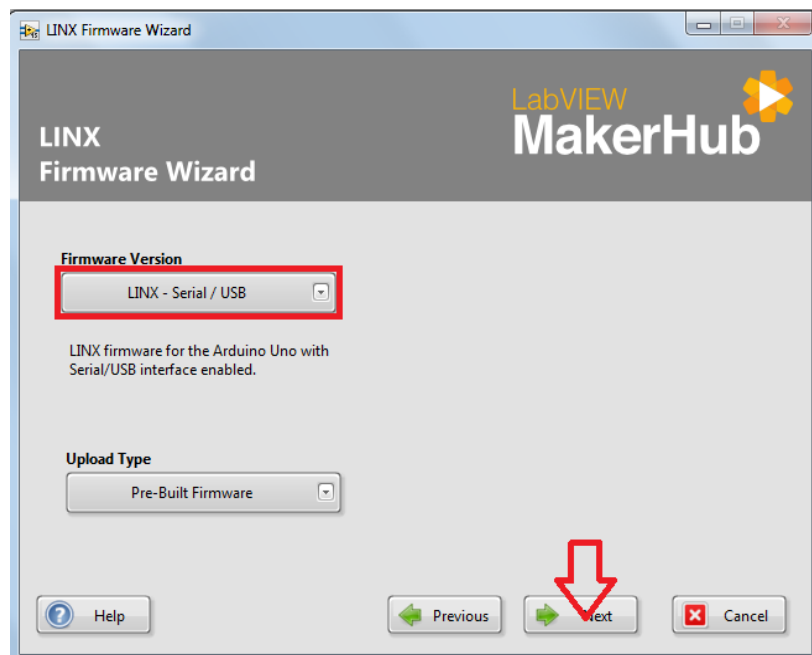 LINX Firmware Wizard
LabVIEW
MakerHub
LINX
Firmware Wizard
Firmware Version
LINX - Serial / USB
LINX firmware for the Arduino Uno with
Serial/USB interface enabled.
Upload Type
Pre-Built Firmware
Help
Previous
Next
Cancel